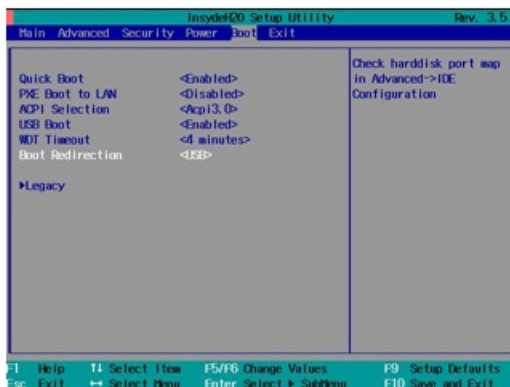 InsydeH2O Setup Utility Rev. 3.5
Main Advanced Security Power Boot Exit
Quick Boot <Enabled>
PXE Boot to LAN <Disabled>
ACPI Selection <Acpi3.0>
USB Boot <Enabled>
WDT Timeout <4 minutes>
Boot Redirection <USB>
▶Legacy
Check harddisk port map
in Advanced->IDE
Configuration
F1 Help ↑↓ Select Item F5/F6 Change Values F9 Setup Defaults
Esc Exit ↔ Select Menu Enter Select ▶ SubMenu F10 Save and Exit